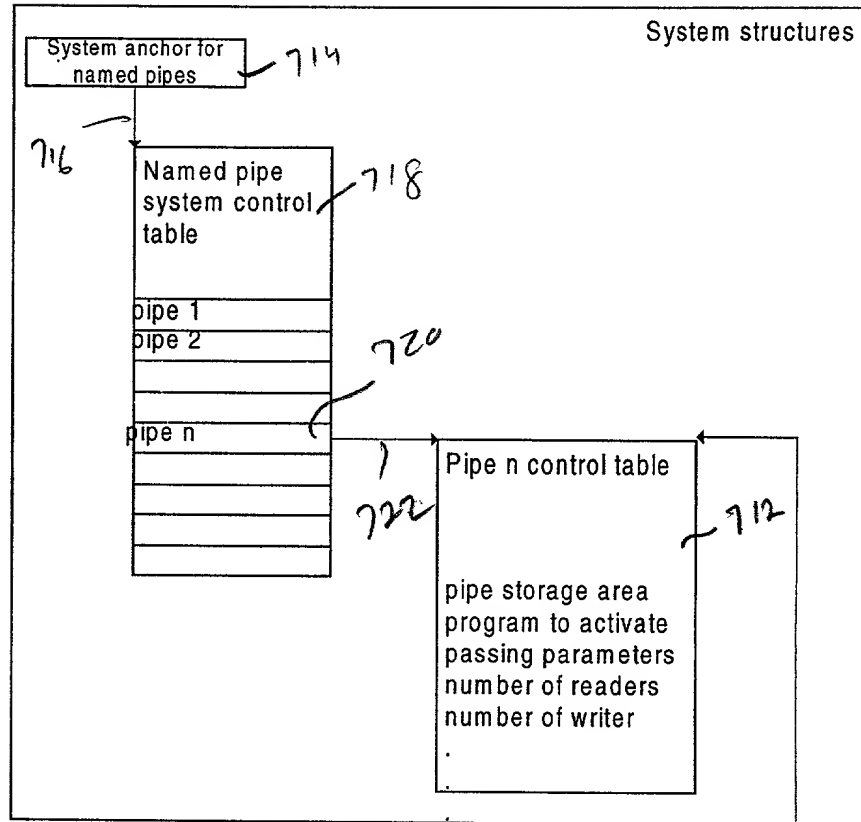 System structures
System anchor for
named pipes
714
716
Named pipe
system control
table
718
pipe 1
pipe 2
720
pipe n
722
Pipe n control table
712
pipe storage area
program to activate
passing parameters
number of readers
number of writer
.
.
.